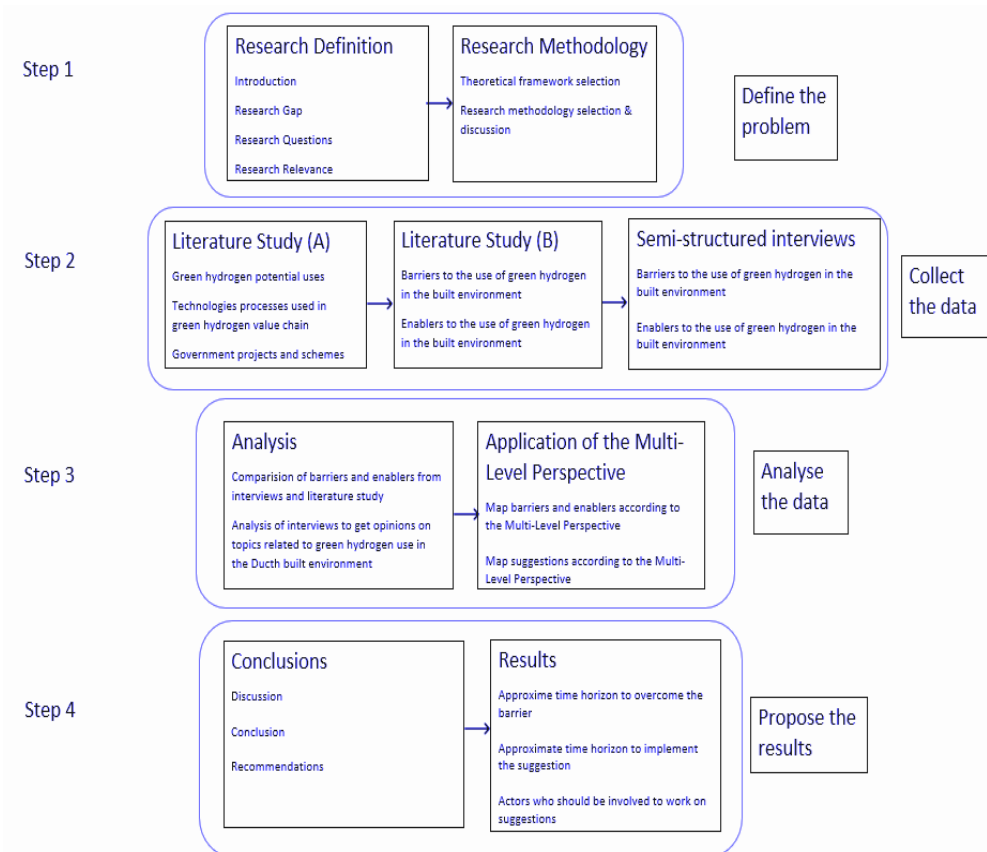 Step 1
Research Definition
Introduction
Research Gap
Research Questions
Research Relevance
Research Methodology
Theoretical framework selection
Research methodology selection &
discussion
Define the
problem
Step 2
Literature Study (A)
Green hydrogen potential uses
Technologies processes used in
green hydrogen value chain
Government projects and schemes
Literature Study (B)
Barriers to the use of green hydrogen
in the built environment
Enablers to the use of green hydrogen
in the built environment
Semi-structured interviews
Barriers to the use of green hydrogen in the
built environment
Enablers to the use of green hydrogen in the
built environment
Collect
the data
Step 3
Analysis
Comparision of barriers and enablers from
interviews and literature study
Analysis of interviews to get opinions on
topics related to green hydrogen use in
the Ducth built environment
Application of the Multi-
Level Perspective
Map barriers and enablers according to
the Multi-Level Perspective
Map suggestions according to the Multi-
Level Perspective
Analyse
the data
Step 4
Conclusions
Discussion
Conclusion
Recommendations
Results
Approxime time horizon to overcome the
barrier
Approximate time horizon to implement
the suggestion
Actors who should be involved to work on
suggestions
Propose the
results